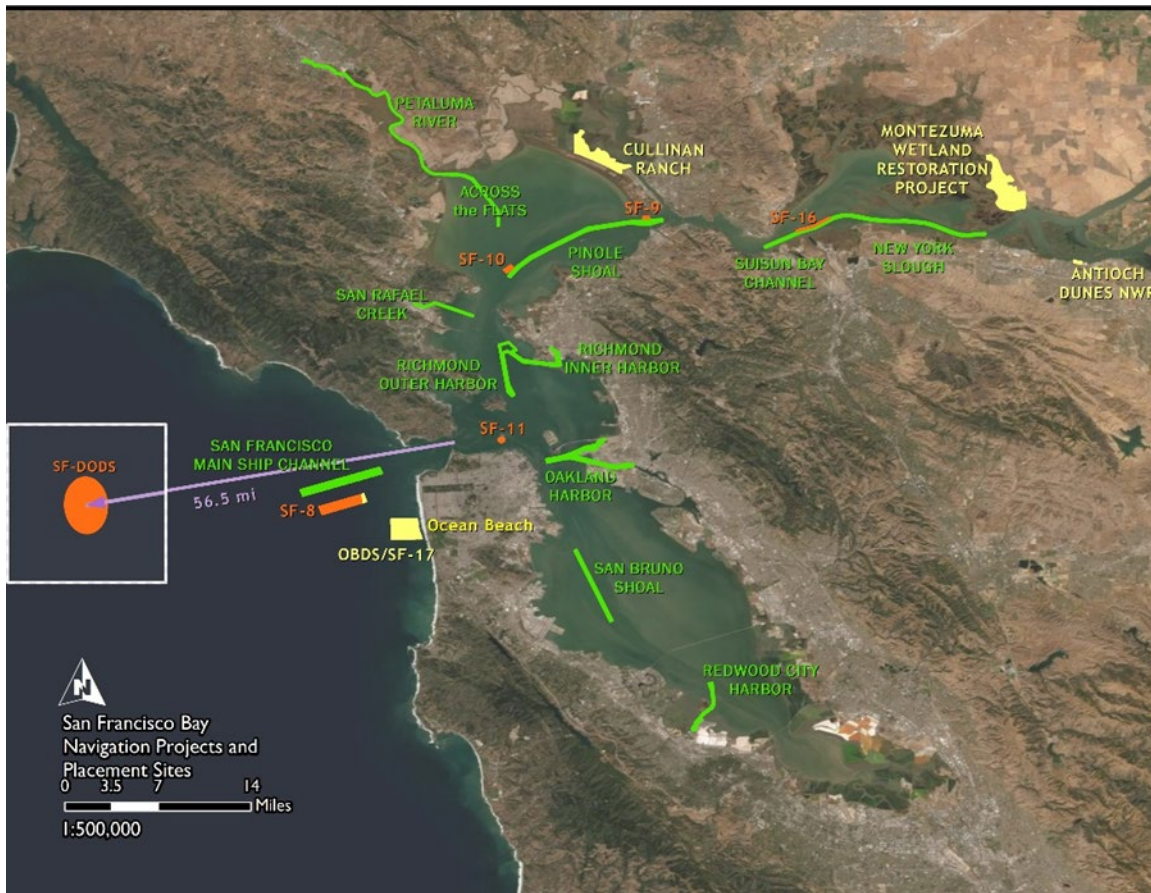 PETALUMA
RIVER
CULLINAN
RANCH
MONTEZUMA
WETLAND
RESTORATION
PROJECT
ACROSS
the FLATS
SF-9
SF-16
SF-10
PINOLE
SHOAL
SUISUN BAY
CHANNEL
NEW YORK
SLOUGH
ANTIOCH
DUNES NWR
SAN RAFAEL
CREEK
RICHMOND
OUTER HARBOR
RICHMOND
INNER HARBOR
SF-11
SAN FRANCISCO
MAIN SHIP CHANNEL
SF-DODS
56.5 mi
SF-8
OAKLAND
HARBOR
Ocean Beach
OBDS/SF-17
SAN BRUNO
SHOAL
REDWOOD CITY
HARBOR
N
San Francisco Bay
Navigation Projects and
Placement Sites
0 3.5 7 14
Miles
1:500,000